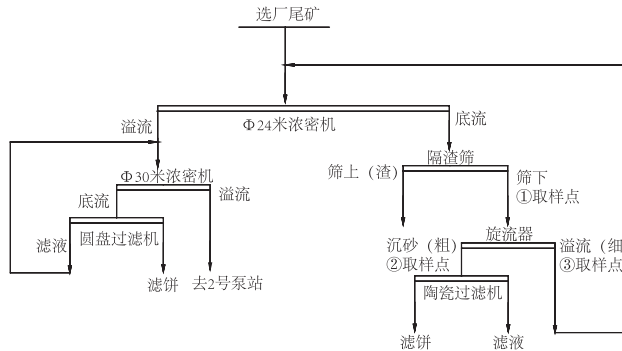 选厂尾矿
溢流
Φ24米浓密机
底流
Φ30米浓密机
底流
溢流
圆盘过滤机
滤液
滤饼
去2号泵站
隔渣筛
筛上（渣）
筛下
①取样点
旋流器
沉砂（粗）
②取样点
溢流（细
③取样点
陶瓷过滤机
滤饼
滤液